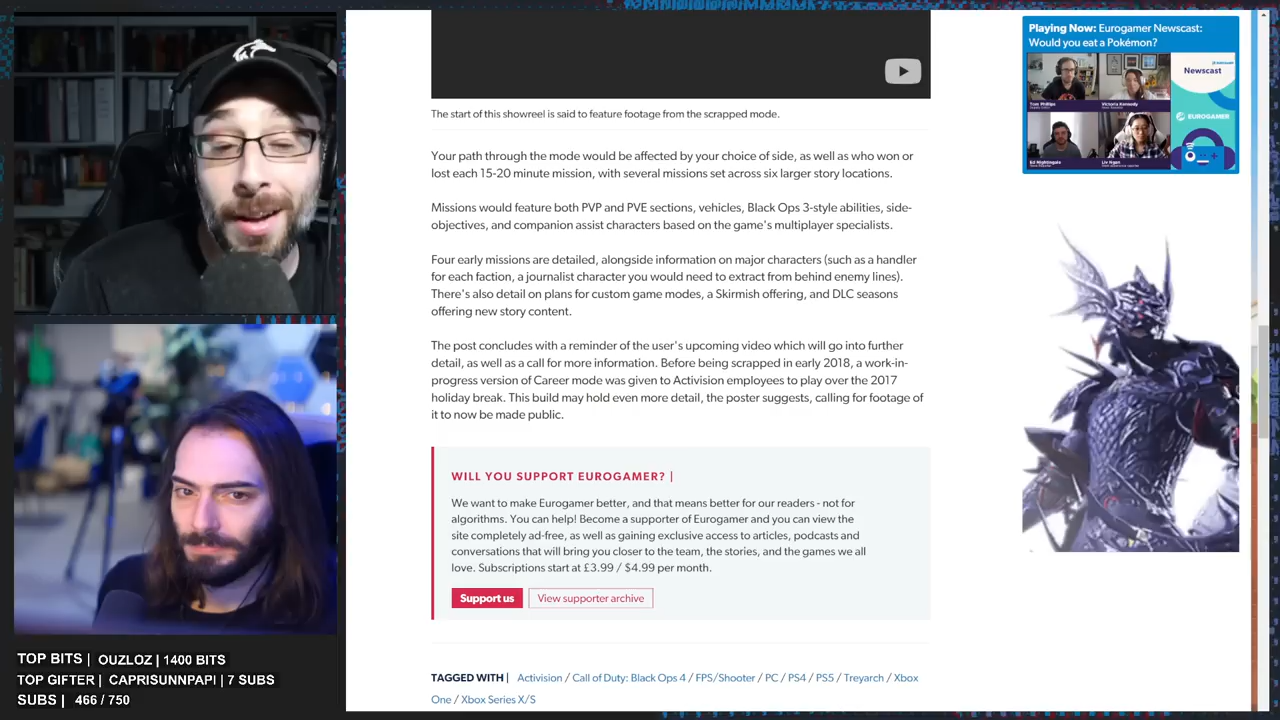 Playing Now: Eurogamer Newscast:
Would you eat a Pokémon?
Newscast
EUROGAMER
Tom Phillips
Victoria Kennedy
Ed Nightingale
Liv Ngan
The start of this showreel is said to feature footage from the scrapped mode.
Your path through the mode would be affected by your choice of side, as well as who won or
lost each 15-20 minute mission, with several missions set across six larger story locations.
Missions would feature both PVP and PVE sections, vehicles, Black Ops 3-style abilities, side-
objectives, and companion assist characters based on the game's multiplayer specialists.
Four early missions are detailed, alongside information on major characters (such as a handler
for each faction, a journalist character you would need to extract from behind enemy lines).
There's also detail on plans for custom game modes, a Skirmish offering, and DLC seasons
offering new story content.
The post concludes with a reminder of the user's upcoming video which will go into further
detail, as well as a call for more information. Before being scrapped in early 2018, a work-in-
progress version of Career mode was given to Activision employees to play over the 2017
holiday break. This build may hold even more detail, the poster suggests, calling for footage of
it to now be made public.
WILL YOU SUPPORT EUROGAMER? |
We want to make Eurogamer better, and that means better for our readers - not for
algorithms. You can help! Become a supporter of Eurogamer and you can view the
site completely ad-free, as well as gaining exclusive access to articles, podcasts and
conversations that will bring you closer to the team, the stories, and the games we all
love. Subscriptions start at £3.99 / $4.99 per month.
Support us
View supporter archive
TAGGED WITH | Activision / Call of Duty: Black Ops 4 / FPS/Shooter / PC / PS4 / PS5 / Treyarch / Xbox
One / Xbox Series X/S
TOP BITS | OUZLOZ | 1400 BITS
TOP GIFTER | CAPRISUNNPAPI | 7 SUBS
SUBS | 466 / 750